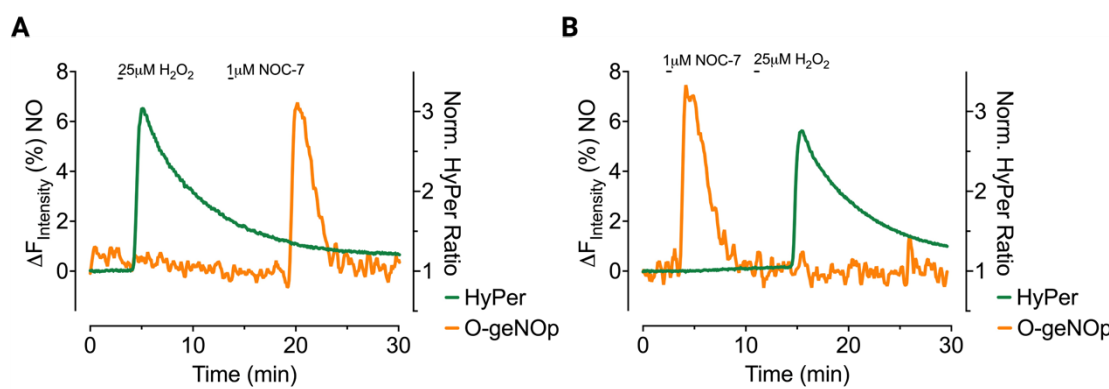 A
25μM H₂O₂
1μM NOC-7
8
6
4
2
0
ΔF_Intensity (%) NO
3
2
1
Norm. HyPer Ratio
HyPer
O-geNOp
0 10 20 30
Time (min)
B
1μM NOC-7
25μM H₂O₂
8
6
4
2
0
ΔF_Intensity (%) NO
3
2
1
Norm. HyPer Ratio
HyPer
O-geNOp
0 10 20 30
Time (min)